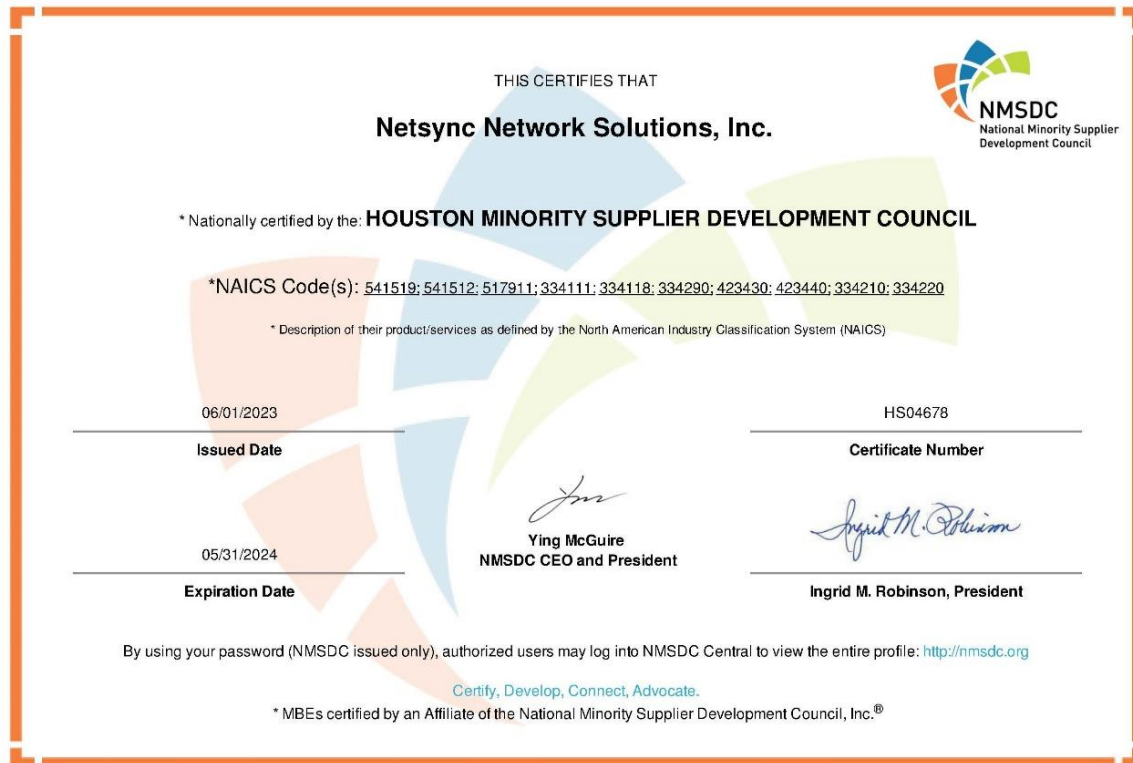 THIS CERTIFIES THAT
NMSDC
National Minority Supplier
Development Council
Netsync Network Solutions, Inc.
* Nationally certified by the: HOUSTON MINORITY SUPPLIER DEVELOPMENT COUNCIL
*NAICS Code(s): 541519; 541512; 517911; 334111; 334118; 334290; 423430; 423440; 334210; 334220
* Description of their product/services as defined by the North American Industry Classification System (NAICS)
06/01/2023
Issued Date
HS04678
Certificate Number
Ying McGuire
NMSDC CEO and President
Ingrid M. Robinson
05/31/2024
Expiration Date
Ingrid M. Robinson, President
By using your password (NMSDC issued only), authorized users may log into NMSDC Central to view the entire profile: http://nmsdc.org
Certify, Develop, Connect, Advocate.
* MBEs certified by an Affiliate of the National Minority Supplier Development Council, Inc.®